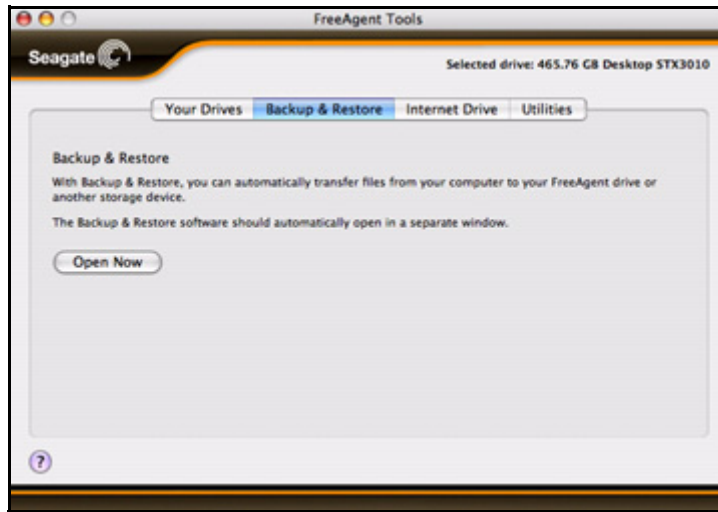 FreeAgent Tools
Seagate
Selected drive: 465.76 GB Desktop STX3010
Your Drives Backup & Restore Internet Drive Utilities
Backup & Restore
With Backup & Restore, you can automatically transfer files from your computer to your FreeAgent drive or
another storage device.
The Backup & Restore software should automatically open in a separate window.
Open Now
?